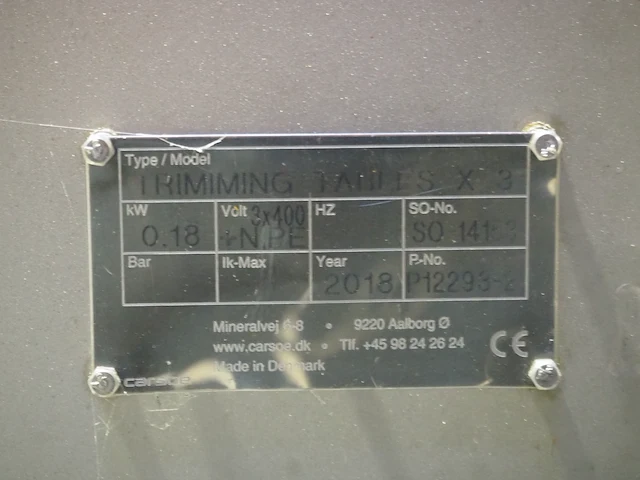 Type / Model
TRIMIMING TABLES X 3
kW Volt 3x400 HZ SO-No.
0.18 +N,PE SO
Bar Ik-Max Year P.-No.
2018
Mineralvej 6-8 • 9220 Aalborg Ø
www.carsoe.dk • Tlf. +45 98 24 26 24
Made in Denmark
CE
carsoe